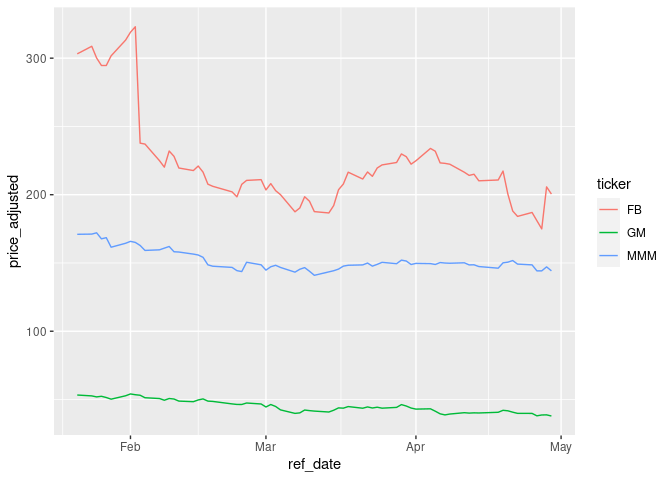 300
200
100
price_adjusted
Feb
Mar
Apr
May
ref_date
ticker
FB
GM
MMM